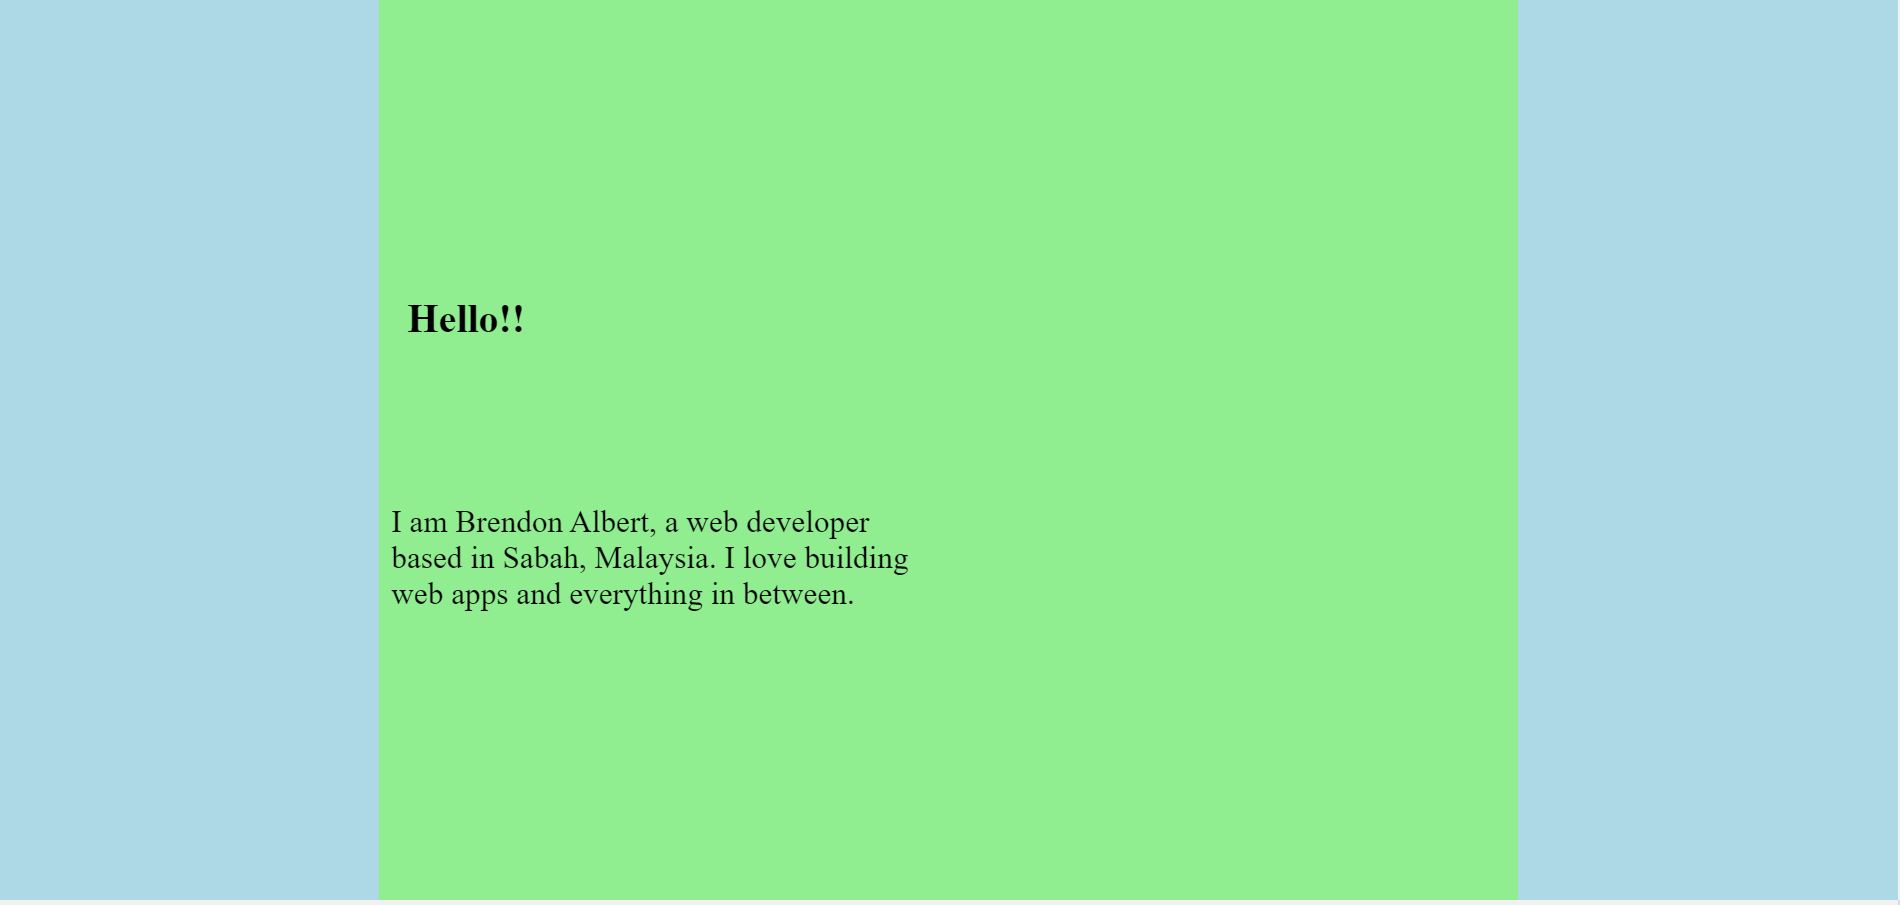 Hello!!
I am Brendon Albert, a web developer
based in Sabah, Malaysia. I love building
web apps and everything in between.